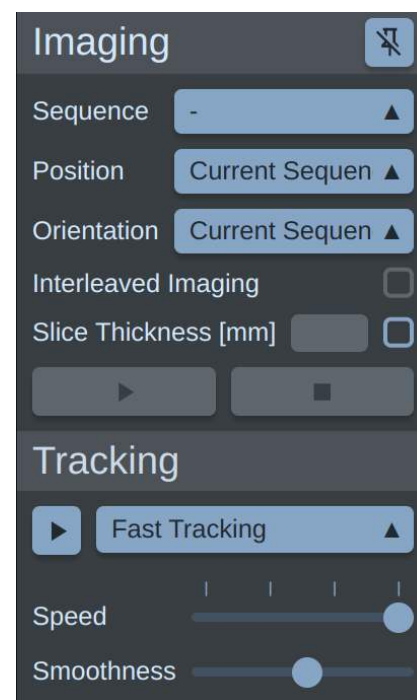 Imaging
Sequence -
Position Current Sequen
Orientation Current Sequen
Interleaved Imaging
Slice Thickness [mm]
Tracking
Fast Tracking
Speed
Smoothness